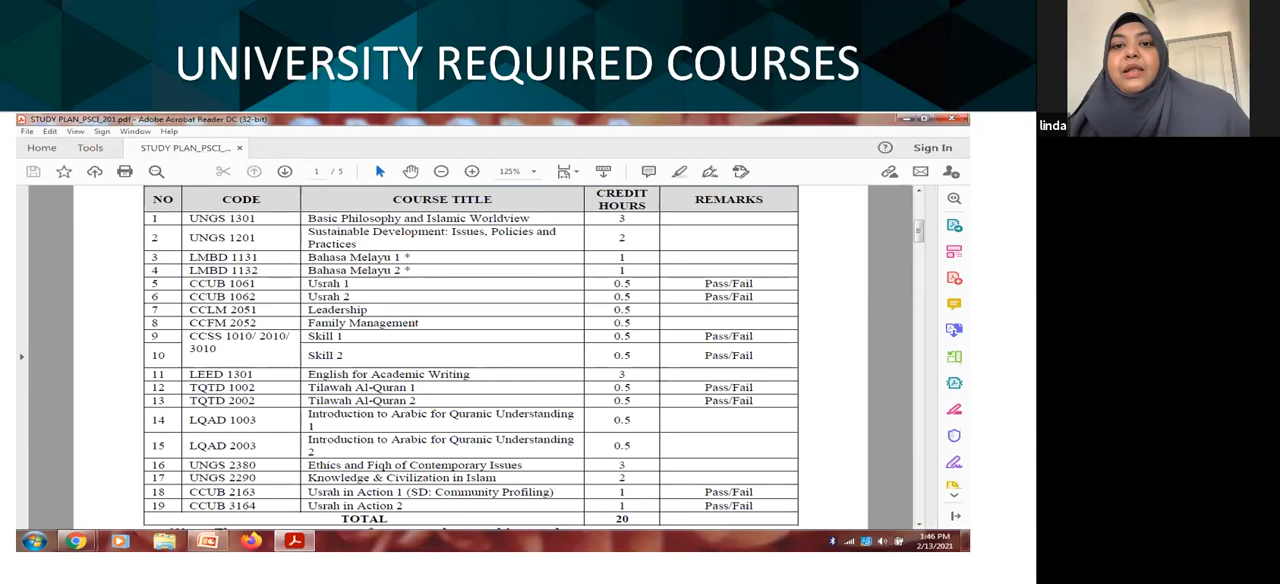 UNIVERSITY REQUIRED COURSES
linda
STUDY PLAN_PSCI_201.pdf - Adobe Acrobat Reader DC (32-bit)
File Edit View Sign Window Help
Home Tools STUDY PLAN_PSCI_... × Sign In
1 / 5 125%
NO CODE COURSE TITLE CREDIT HOURS REMARKS
1 UNGS 1301 Basic Philosophy and Islamic Worldview 3
2 UNGS 1201 Sustainable Development: Issues, Policies and Practices 2
3 LMBD 1131 Bahasa Melayu 1 * 1
4 LMBD 1132 Bahasa Melayu 2 * 1
5 CCUB 1061 Usrah 1 0.5 Pass/Fail
6 CCUB 1062 Usrah 2 0.5 Pass/Fail
7 CCLM 2051 Leadership 0.5
8 CCFM 2052 Family Management 0.5
9 CCSS 1010/ 2010/ 3010 Skill 1 0.5 Pass/Fail
10 Skill 2 0.5 Pass/Fail
11 LEED 1301 English for Academic Writing 3
12 TQTD 1002 Tilawah Al-Quran 1 0.5 Pass/Fail
13 TQTD 2002 Tilawah Al-Quran 2 0.5 Pass/Fail
14 LQAD 1003 Introduction to Arabic for Quranic Understanding 1 0.5
15 LQAD 2003 Introduction to Arabic for Quranic Understanding 2 0.5
16 UNGS 2380 Ethics and Fiqh of Contemporary Issues 3
17 UNGS 2290 Knowledge & Civilization in Islam 2
18 CCUB 2163 Usrah in Action 1 (SD: Community Profiling) 1 Pass/Fail
19 CCUB 3164 Usrah in Action 2 1 Pass/Fail
TOTAL 20
1:46 PM
2/13/2021